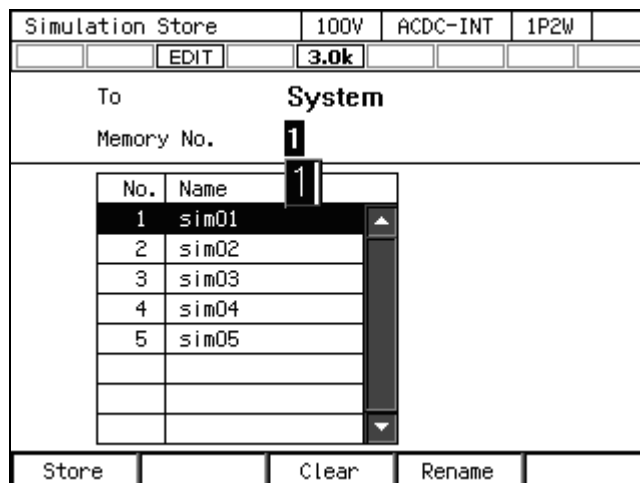 Simulation Store 100V ACDC-INT 1P2W
EDIT 3.0k
To System
Memory No. 1
1
No. Name
1 sim01
2 sim02
3 sim03
4 sim04
5 sim05
Store Clear Rename